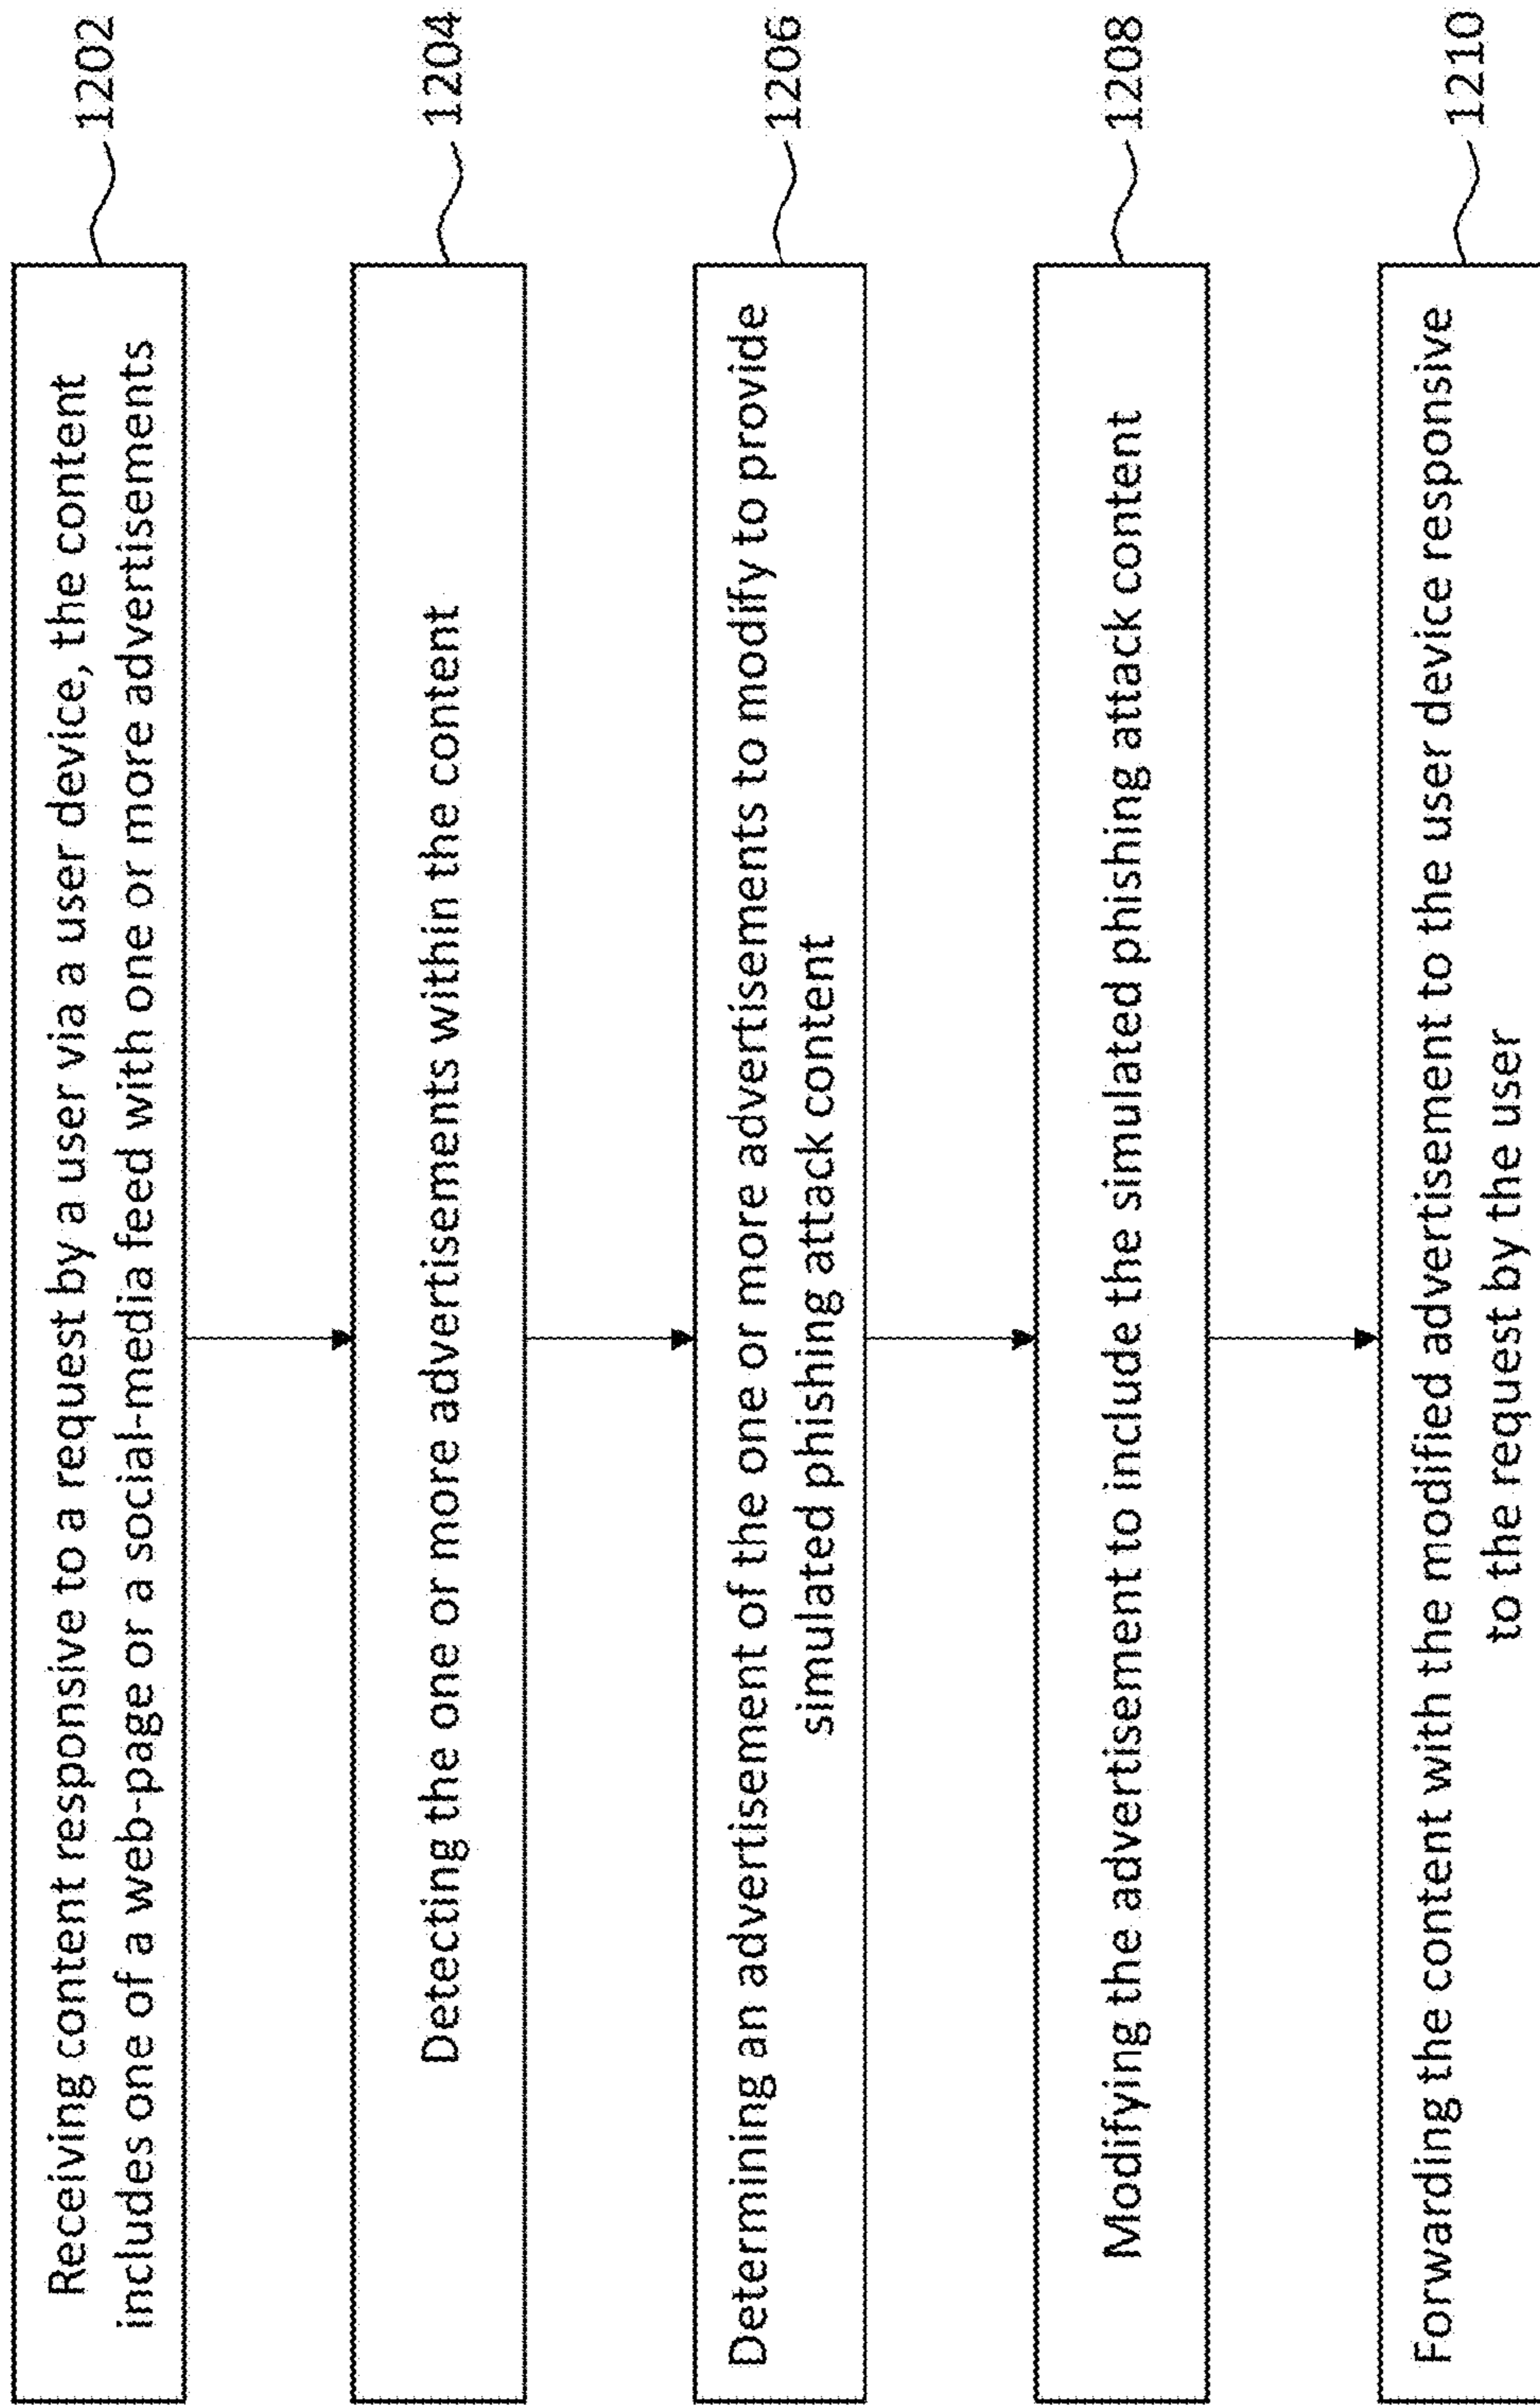 Receiving content responsive to a request by a user via a user device, the content
includes one of a web-page or a social-media feed with one or more advertisements
1202
Detecting the one or more advertisements within the content
1204
Determining an advertisement of the one or more advertisements to modify to provide
simulated phishing attack content
1206
Modifying the advertisement to include the simulated phishing attack content
1208
Forwarding the content with the modified advertisement to the user device responsive
to the request by the user
1210